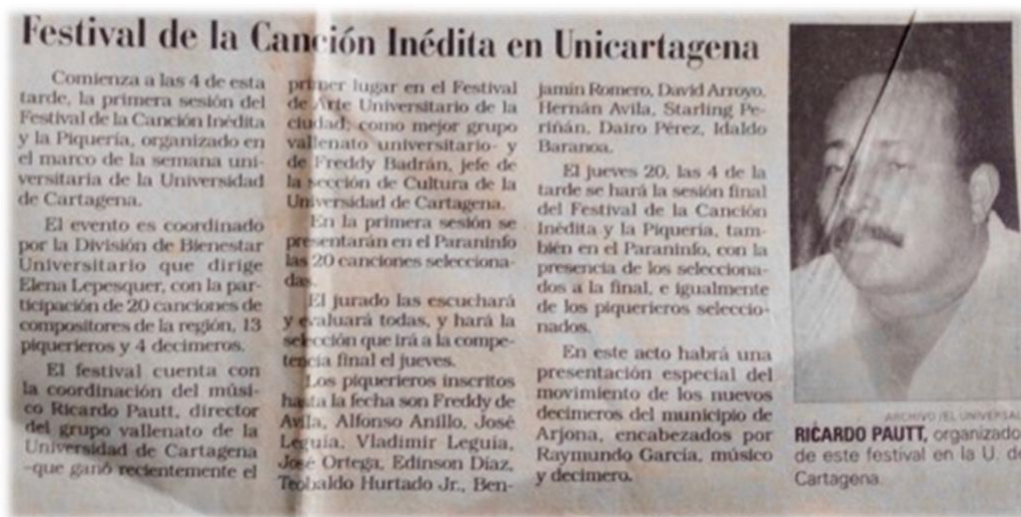 Festival de la Canción Inédita en Unicartagena
Comienza a las 4 de esta
tarde, la primera sesión del
Festival de la Canción Inédita
y la Piquería, organizado en
el marco de la semana uni-
versitaria de la Universidad
de Cartagena.
El evento es coordinado
por la División de Bienestar
Universitario que dirige
Elena Lepesquer, con la par-
ticipación de 20 canciones de
compositores de la región, 13
piquerieros y 4 decimeros.
El festival cuenta con
la coordinación del músi-
co Ricardo Pautt, director
del grupo vallenato de la
Universidad de Cartagena
-que ganó recientemente el
primer lugar en el Festival
de Arte Universitario de la
ciudad, como mejor grupo
vallenato universitario- y
de Freddy Badrán, jefe de
la sección de Cultura de la
Universidad de Cartagena.
En la primera sesión se
presentarán en el Paraninfo
las 20 canciones selecciona-
das.
El jurado las escuchará
y evaluará todas, y hará la
selección que irá a la compe-
tencia final el jueves.
Los piquerieros inscritos
hasta la fecha son Freddy de
Avila, Alfonso Anillo, José
Leguía, Vladimir Leguía,
José Ortega, Edinson Díaz,
Teobaldo Hurtado Jr., Ben-
jamin Romero, David Arroyo,
Hernán Avila, Starling Pe-
riñán, Dairo Pérez, Idaldo
Baranoa.
El jueves 20, las 4 de la
tarde se hará la sesión final
del Festival de la Canción
Inédita y la Piquería, tam-
bién en el Paraninfo, con la
presencia de los selecciona-
dos a la final, e igualmente
de los piquerieros seleccio-
nados.
En este acto habrá una
presentación especial del
movimiento de los nuevos
decimeros del municipio de
Arjona, encabezados por
Raymundo García, músico
y decimero.
ARCHIVO /EL UNIVERSAL
RICARDO PAUTT, organizado
de este festival en la U. de
Cartagena.